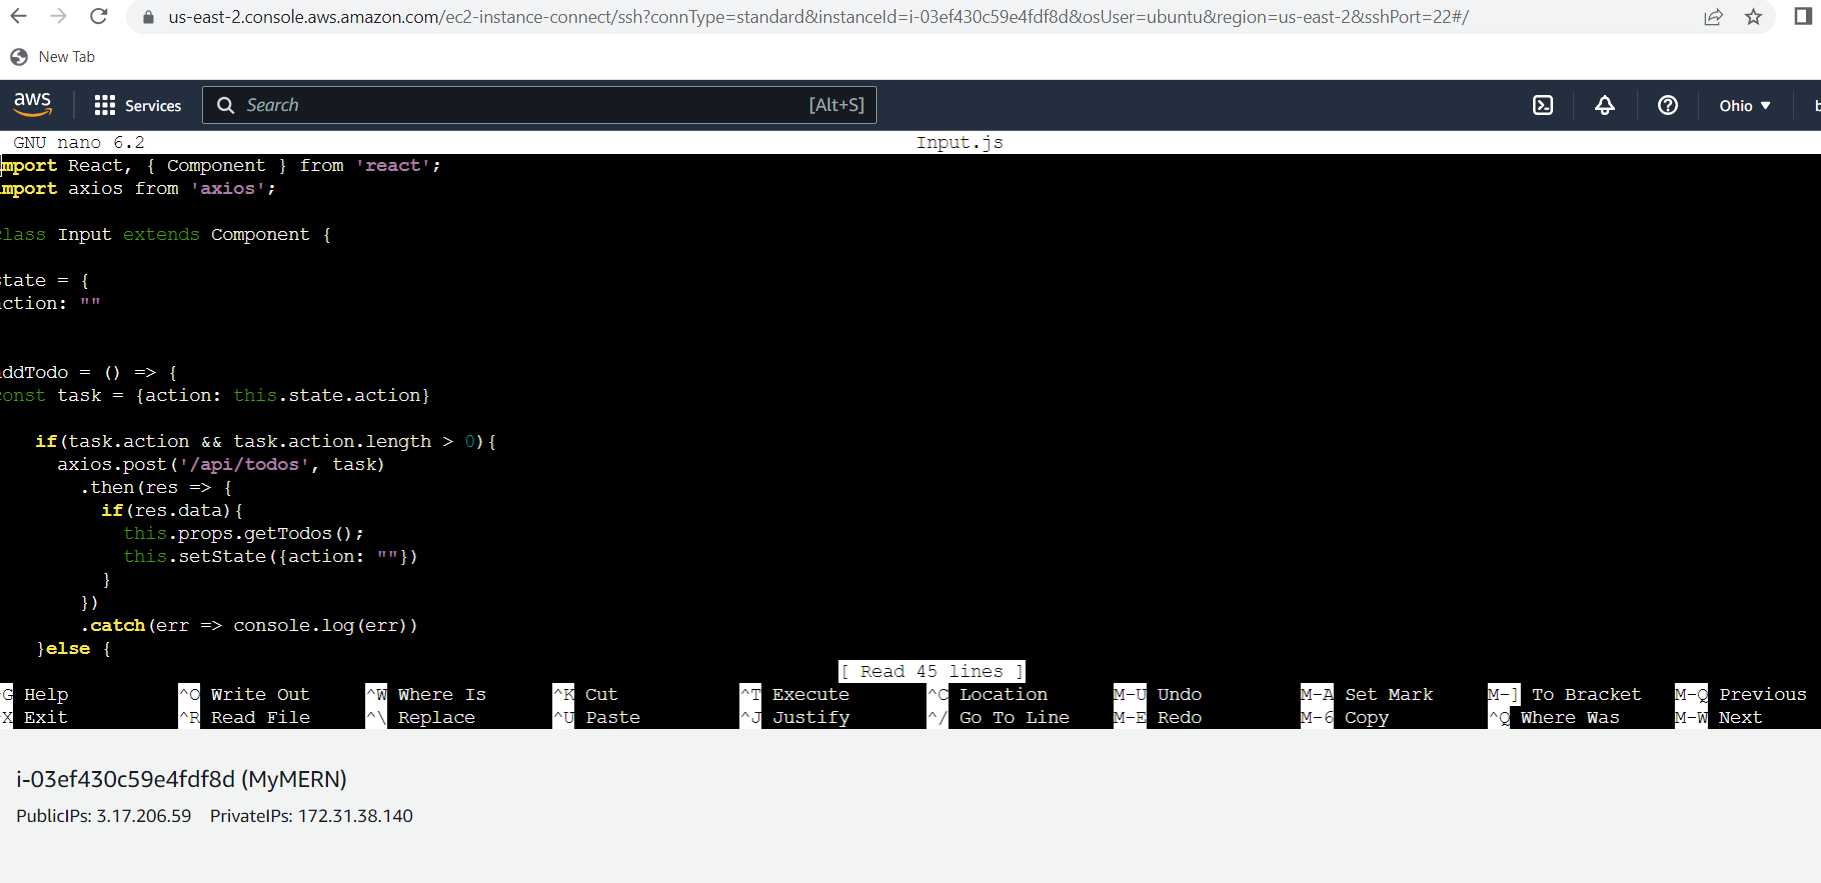 us-east-2.console.aws.amazon.com/ec2-instance-connect/ssh?connType=standard&instanceId=i-03ef430c59e4fdf8d&osUser=ubuntu&region=us-east-2&sshPort=22#/
New Tab
aws Services Search [Alt+S] Ohio
GNU nano 6.2 Input.js
mport React, { Component } from 'react';
mport axios from 'axios';
lass Input extends Component {
tate = {
ction: ""
ddTodo = () => {
onst task = {action: this.state.action}
if(task.action && task.action.length > 0){
axios.post('/api/todos', task)
.then(res => {
if(res.data){
this.props.getTodos();
this.setState({action: ""})
}
})
.catch(err => console.log(err))
}else {
[ Read 45 lines ]
G Help ^O Write Out ^W Where Is ^K Cut ^T Execute ^C Location M-U Undo M-A Set Mark M-] To Bracket M-Q Previous
X Exit ^R Read File ^\ Replace ^U Paste ^J Justify ^/ Go To Line M-E Redo M-6 Copy ^Q Where Was M-W Next
i-03ef430c59e4fdf8d (MyMERN)
PublicIPs: 3.17.206.59 PrivateIPs: 172.31.38.140